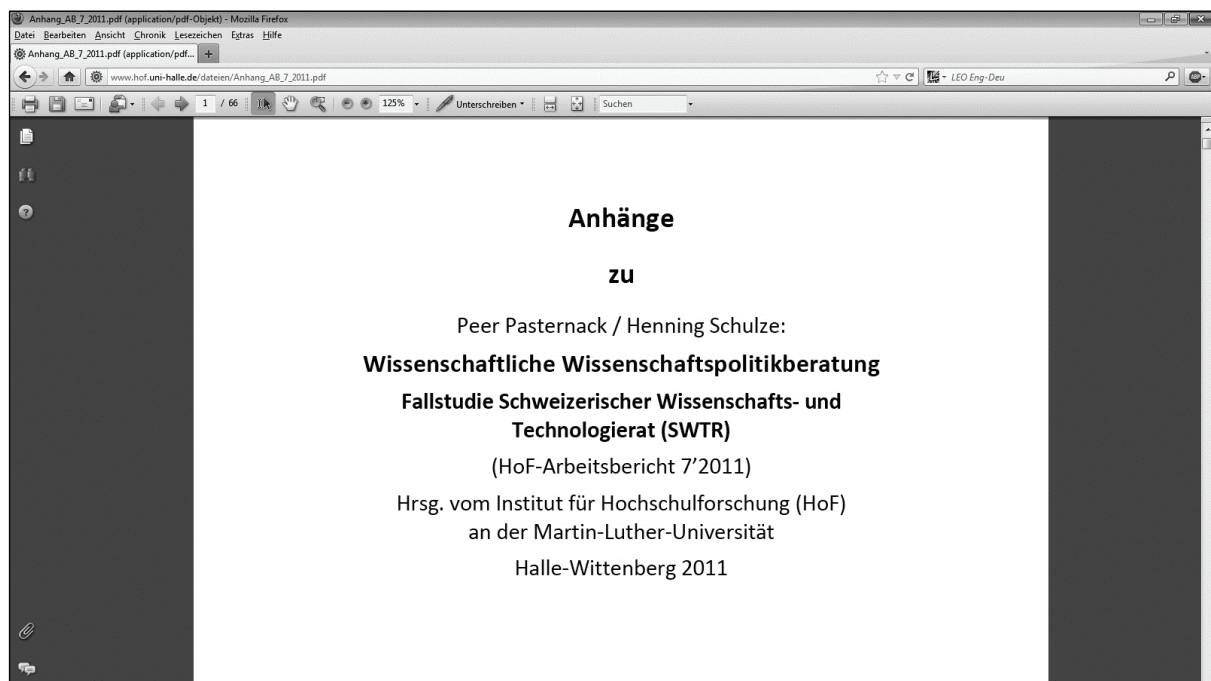 Anhang_AB_7_2011.pdf (application/pdf-Objekt) - Mozilla Firefox
Datei Bearbeiten Ansicht Chronik Lesezeichen Extras Hilfe
Anhang_AB_7_2011.pdf (application/pdf...
www.hof.uni-halle.de/dateien/Anhang_AB_7_2011.pdf LEO Eng-Deu
1 / 66 125% Unterschreiben Suchen
Anhänge
zu
Peer Pasternack / Henning Schulze:
Wissenschaftliche Wissenschaftspolitikberatung
Fallstudie Schweizerischer Wissenschafts- und
Technologierat (SWTR)
(HoF-Arbeitsbericht 7’2011)
Hrsg. vom Institut für Hochschulforschung (HoF)
an der Martin-Luther-Universität
Halle-Wittenberg 2011